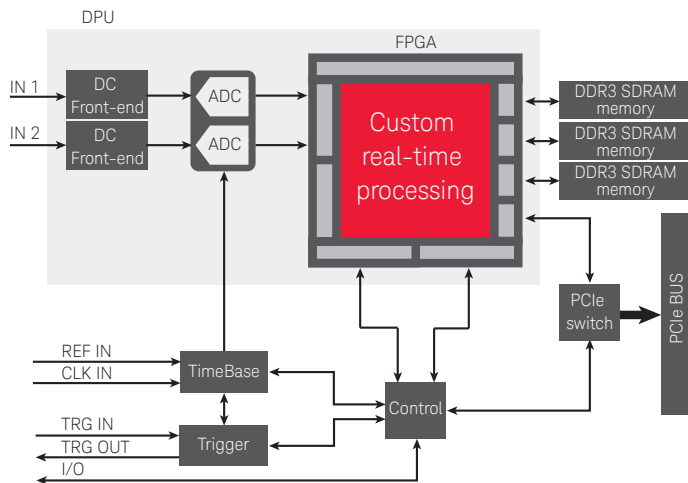 DPU
FPGA
IN 1
DC
Front-end
ADC
IN 2
DC
Front-end
ADC
Custom
real-time
processing
DDR3 SDRAM
memory
DDR3 SDRAM
memory
DDR3 SDRAM
memory
PCIe
switch
PCIe BUS
REF IN
CLK IN
TimeBase
Control
TRG IN
TRG OUT
Trigger
I/O